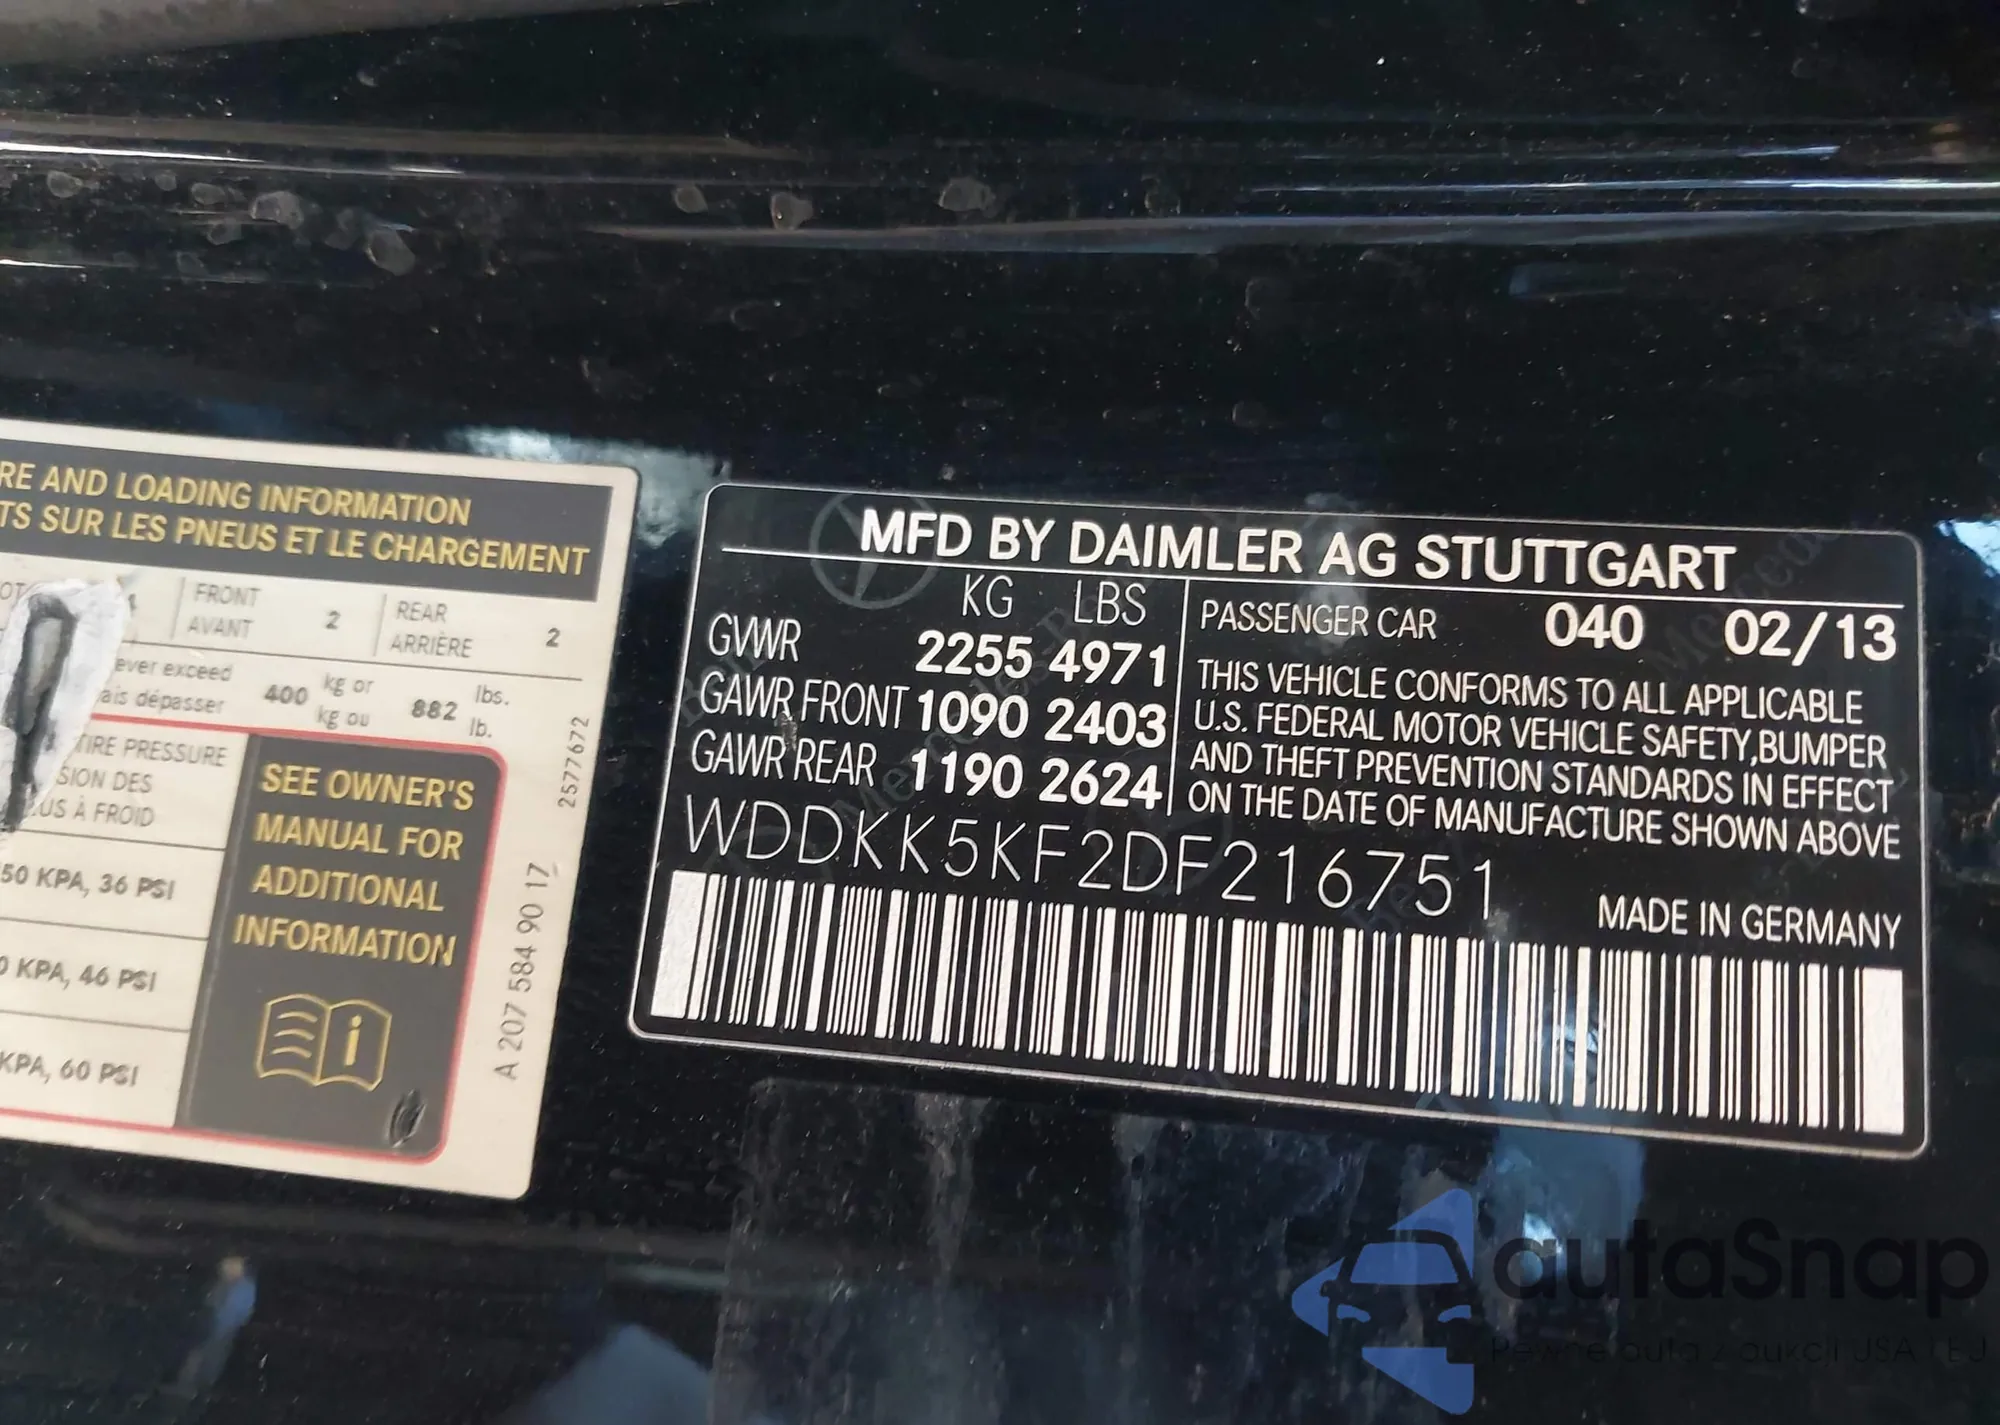 RE AND LOADING INFORMATION
TS SUR LES PNEUS ET LE CHARGEMENT
FRONT
AVANT
2
REAR
ARRIÈRE
2
ever exceed
ais dépasser
400
kg or
kg ou
882
lbs.
lb.
TIRE PRESSURE
SION DES
US À FROID
50 KPA, 36 PSI
0 KPA, 46 PSI
KPA, 60 PSI
SEE OWNER'S
MANUAL FOR
ADDITIONAL
INFORMATION
2577672
A 207 584 90 17
MFD BY DAIMLER AG STUTTGART
KG LBS
GVWR 2255 4971
GAWR FRONT 1090 2403
GAWR REAR 1190 2624
PASSENGER CAR 040 02/13
THIS VEHICLE CONFORMS TO ALL APPLICABLE
U.S. FEDERAL MOTOR VEHICLE SAFETY,BUMPER
AND THEFT PREVENTION STANDARDS IN EFFECT
ON THE DATE OF MANUFACTURE SHOWN ABOVE
WDDKK5KF2DF216751
MADE IN GERMANY
autaSnap
Pewne auta z aukcji USA i EU